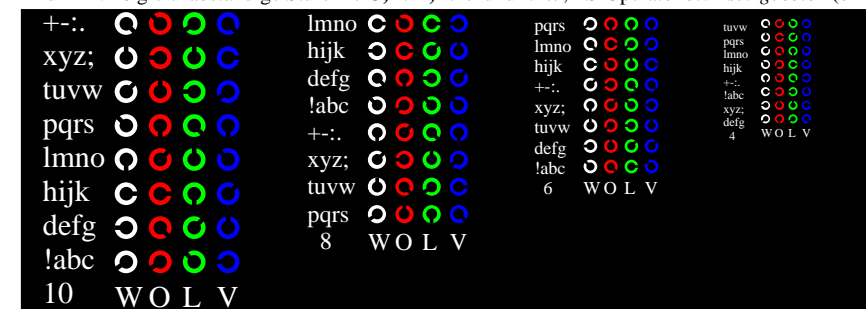 +-:.
xyz;
tuvw
pqrs
lmno
hijk
defg
!abc
10 W O L V
lmno
hijk
defg
!abc
+-:.
xyz;
tuvw
pqrs
8 W O L V
pqrs
lmno
hijk
+-:.
xyz;
tuvw
defg
!abc
6 W O L V
tuvw
pqrs
lmno
hijk
+-:.
!abc
xyz;
defg
4 W O L V